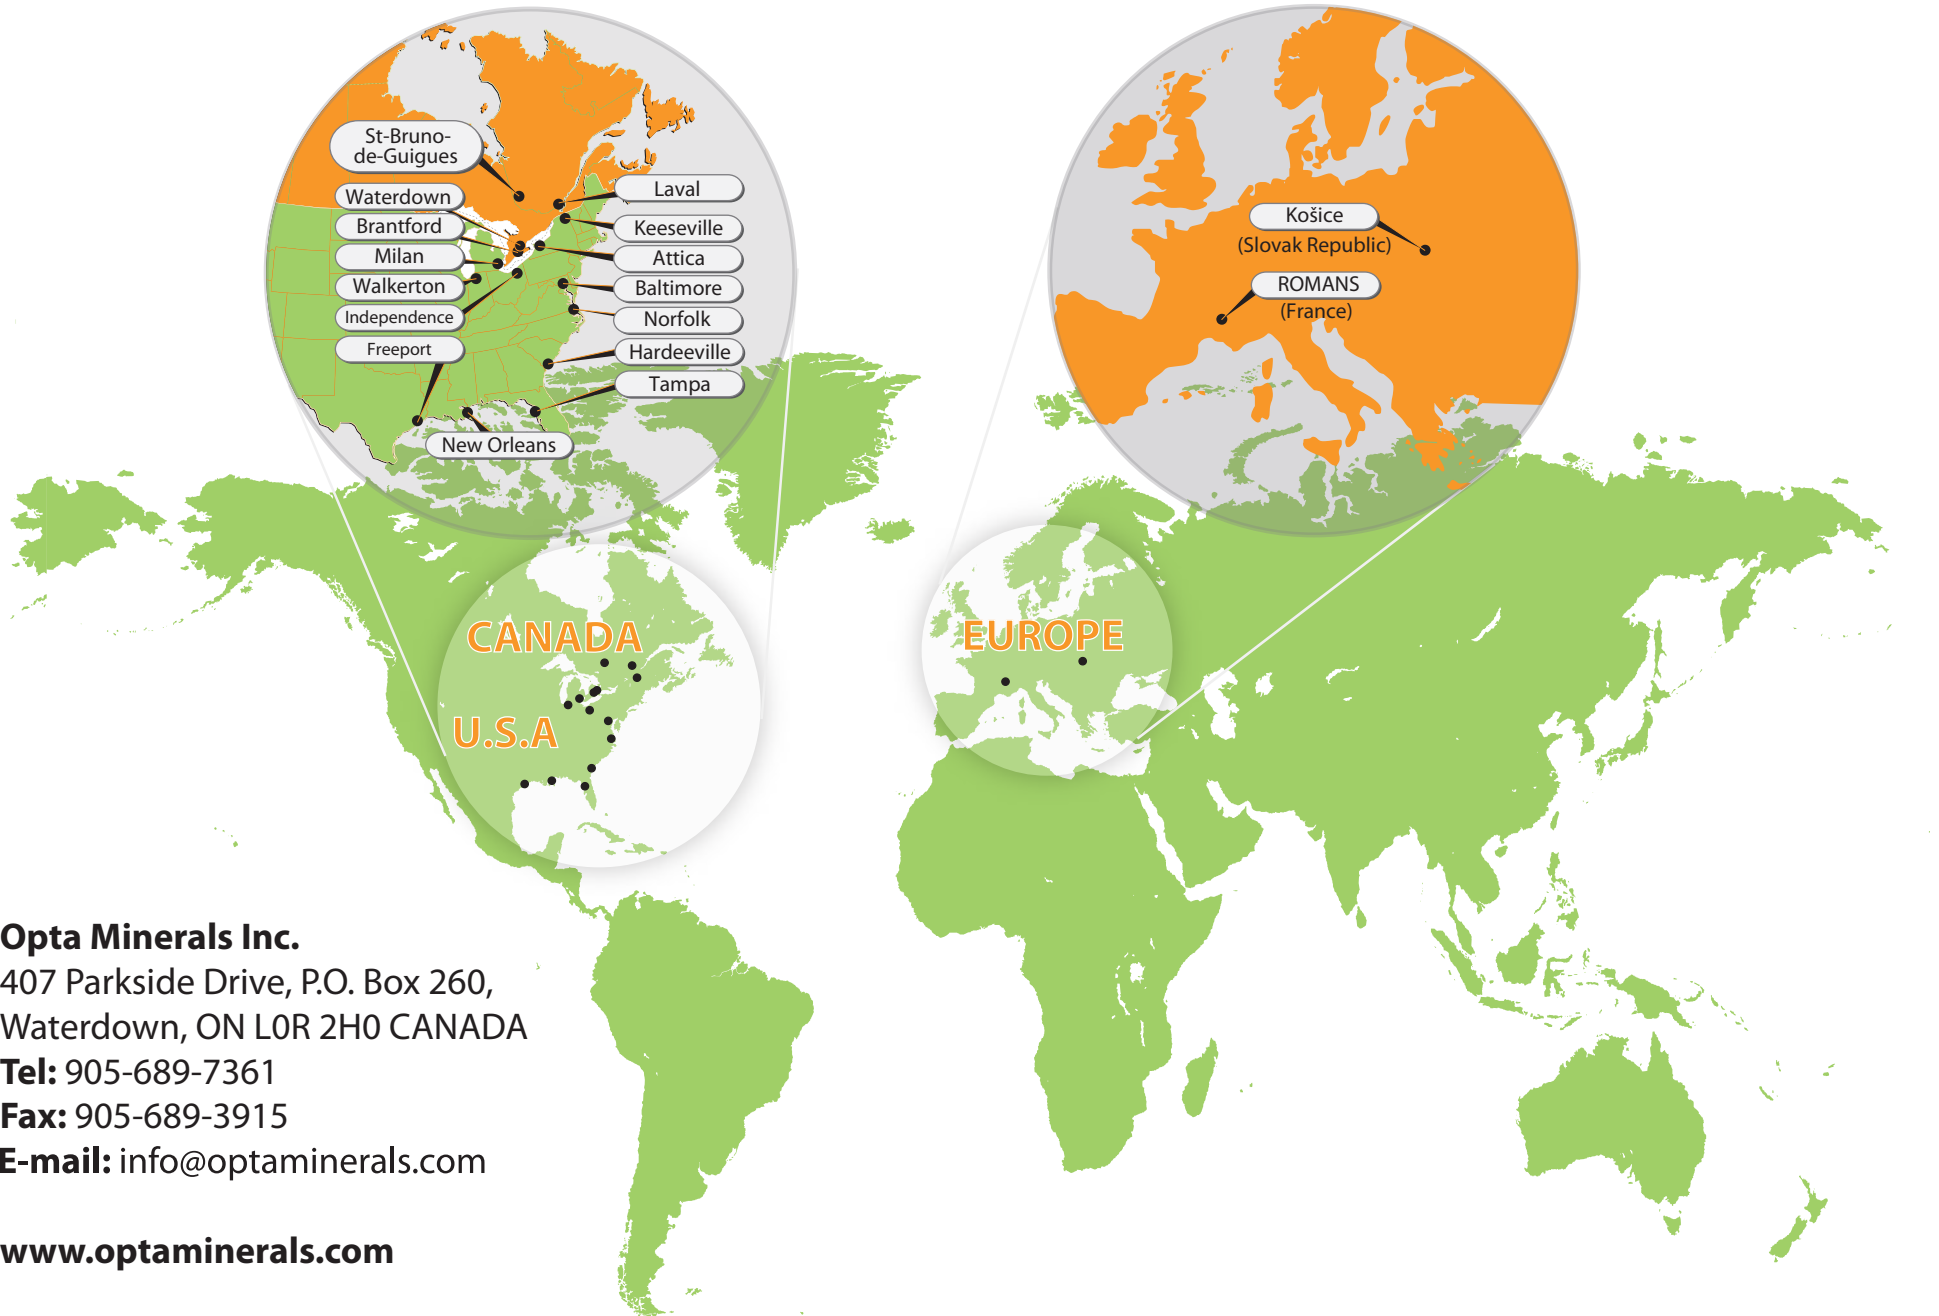 St-Bruno-
de-Guigues
Waterdown
Brantford
Milan
Walkerton
Independence
Freeport
New Orleans
Laval
Keeseville
Attica
Baltimore
Norfolk
Hardeeville
Tampa
Košice
(Slovak Republic)
ROMANS
(France)
CANADA
U.S.A
EUROPE
Opta Minerals Inc.
407 Parkside Drive, P.O. Box 260,
Waterdown, ON L0R 2H0 CANADA
Tel: 905-689-7361
Fax: 905-689-3915
E-mail: info@optaminerals.com
www.optaminerals.com